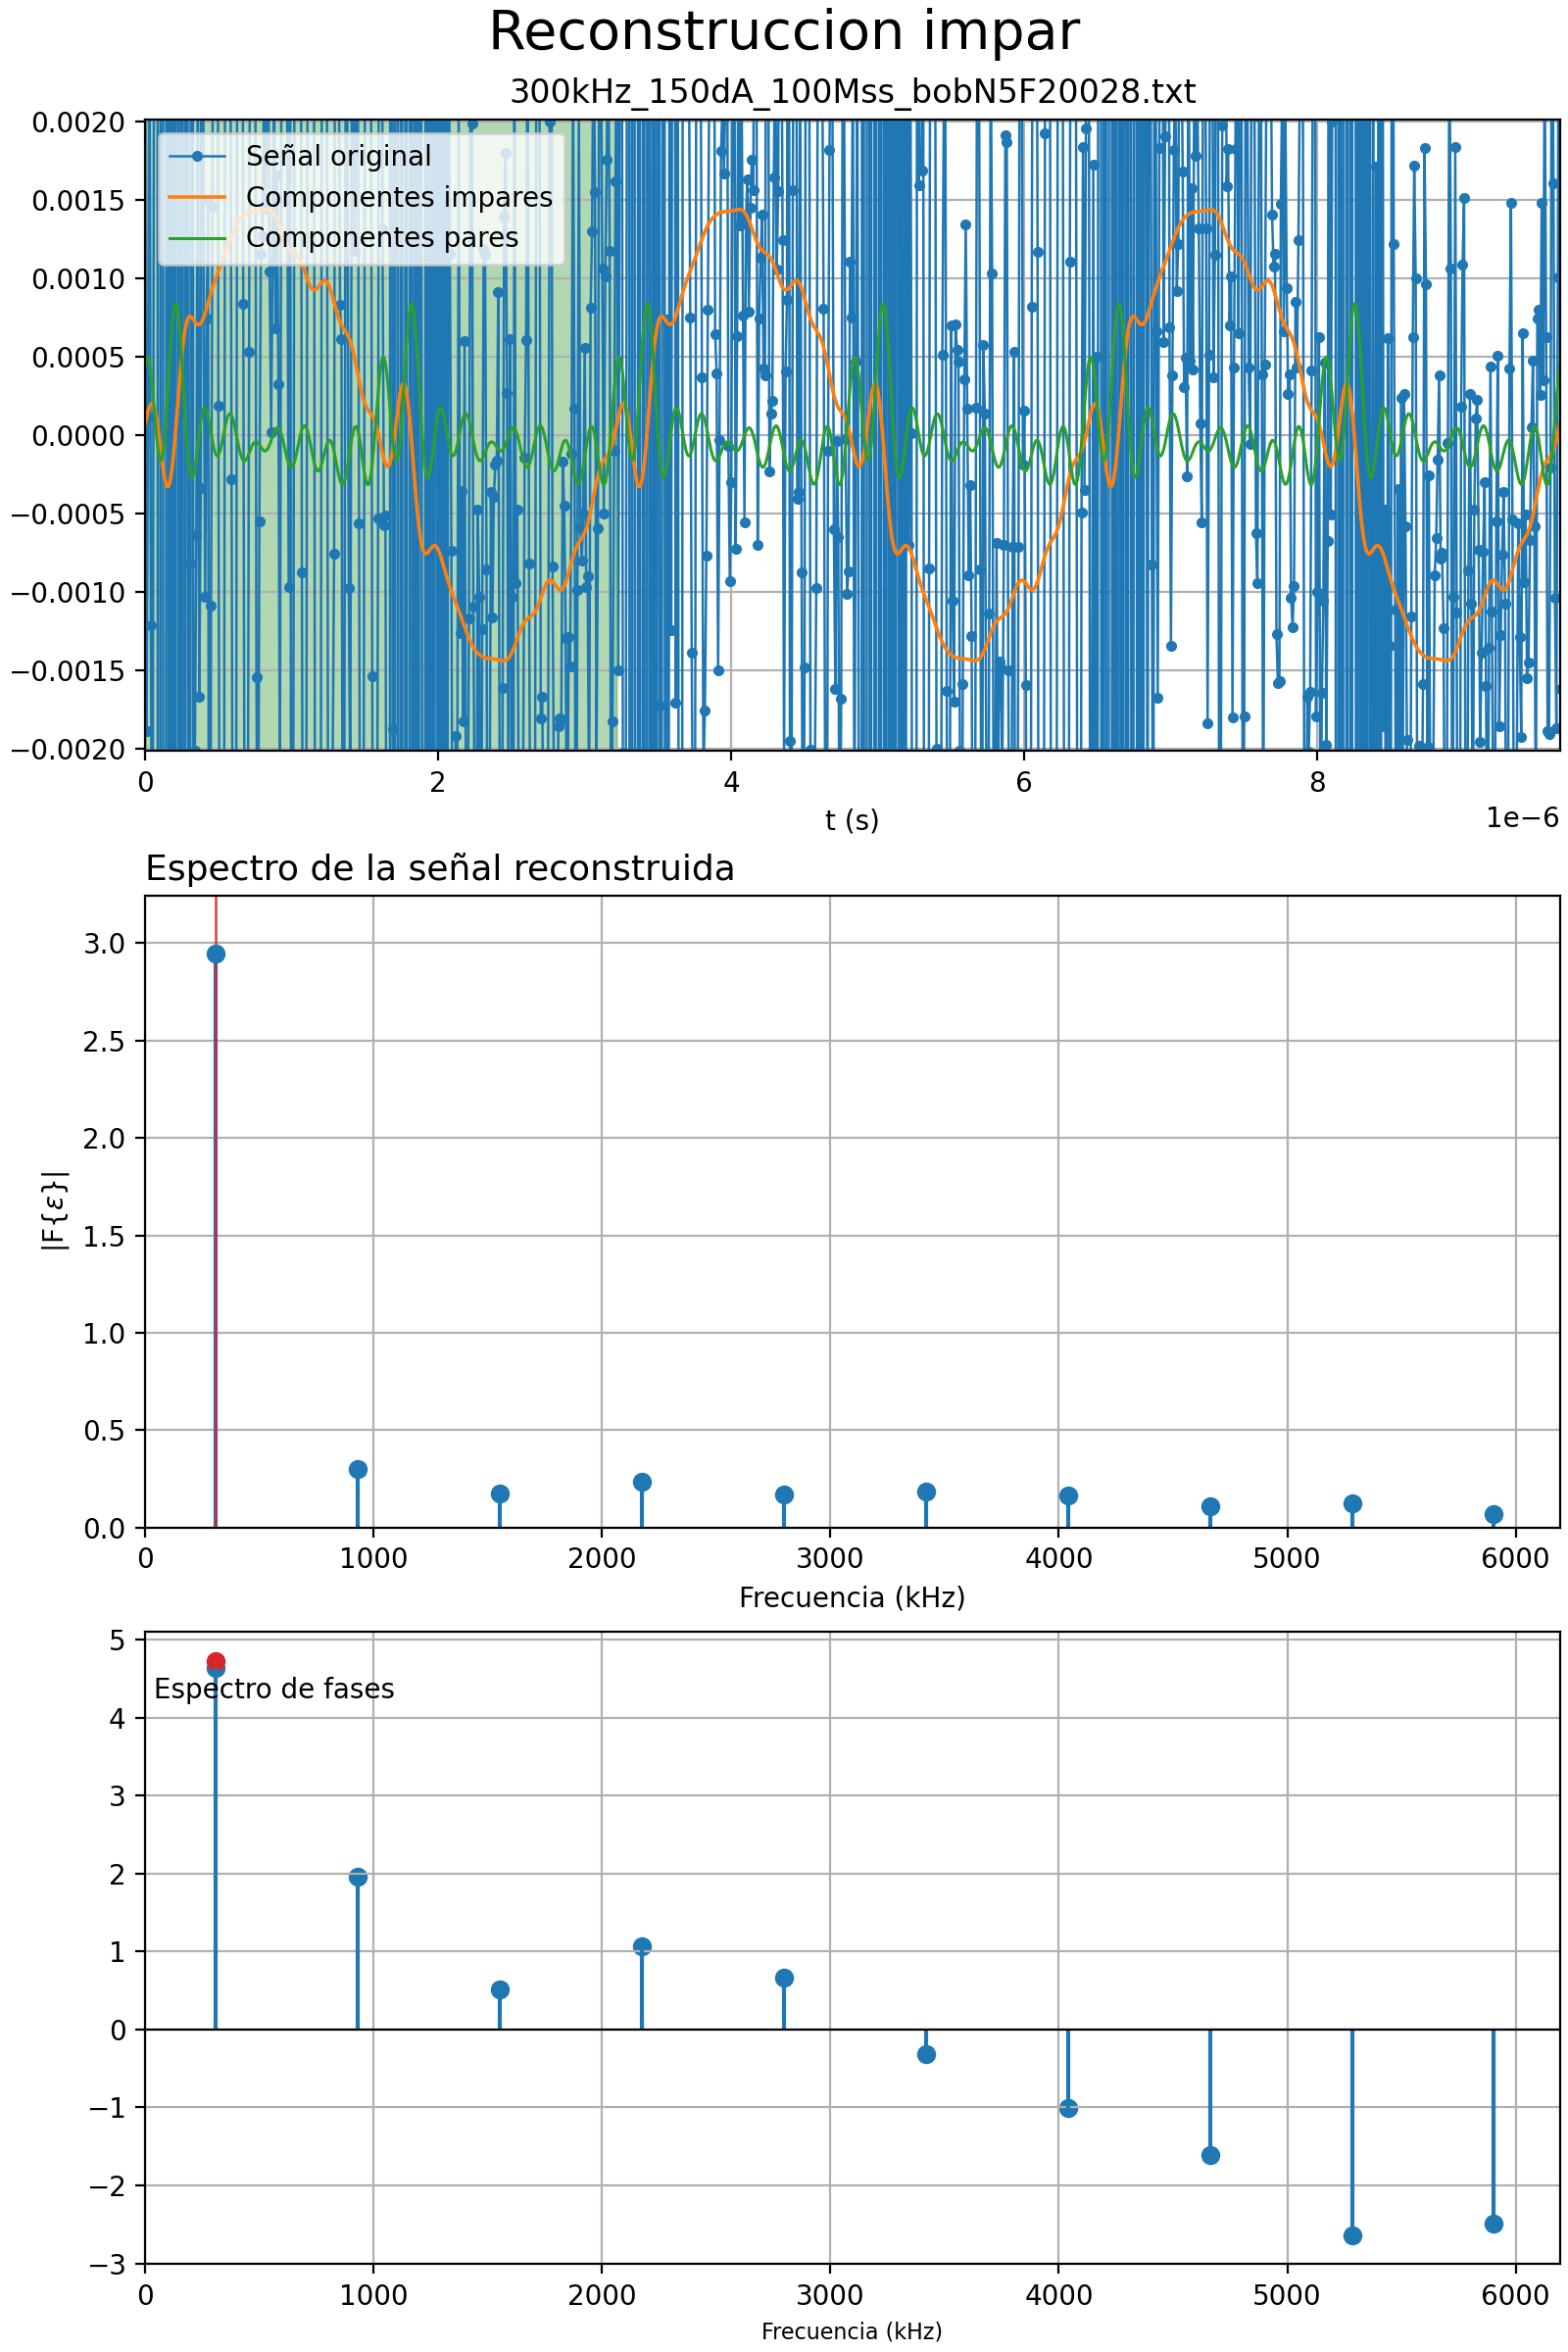 Reconstruccion impar
300kHz_150dA_100Mss_bobN5F20028.txt
0.0020
0.0015
0.0010
0.0005
0.0000
−0.0005
−0.0010
−0.0015
−0.0020
Señal original
Componentes impares
Componentes pares
0 2 4 6 8
1e−6
t (s)
Espectro de la señal reconstruida
3.0
2.5
2.0
1.5
1.0
0.5
0.0
|F{ε}|
0 1000 2000 3000 4000 5000 6000
Frecuencia (kHz)
5
4
3
2
1
0
−1
−2
−3
Espectro de fases
0 1000 2000 3000 4000 5000 6000
Frecuencia (kHz)